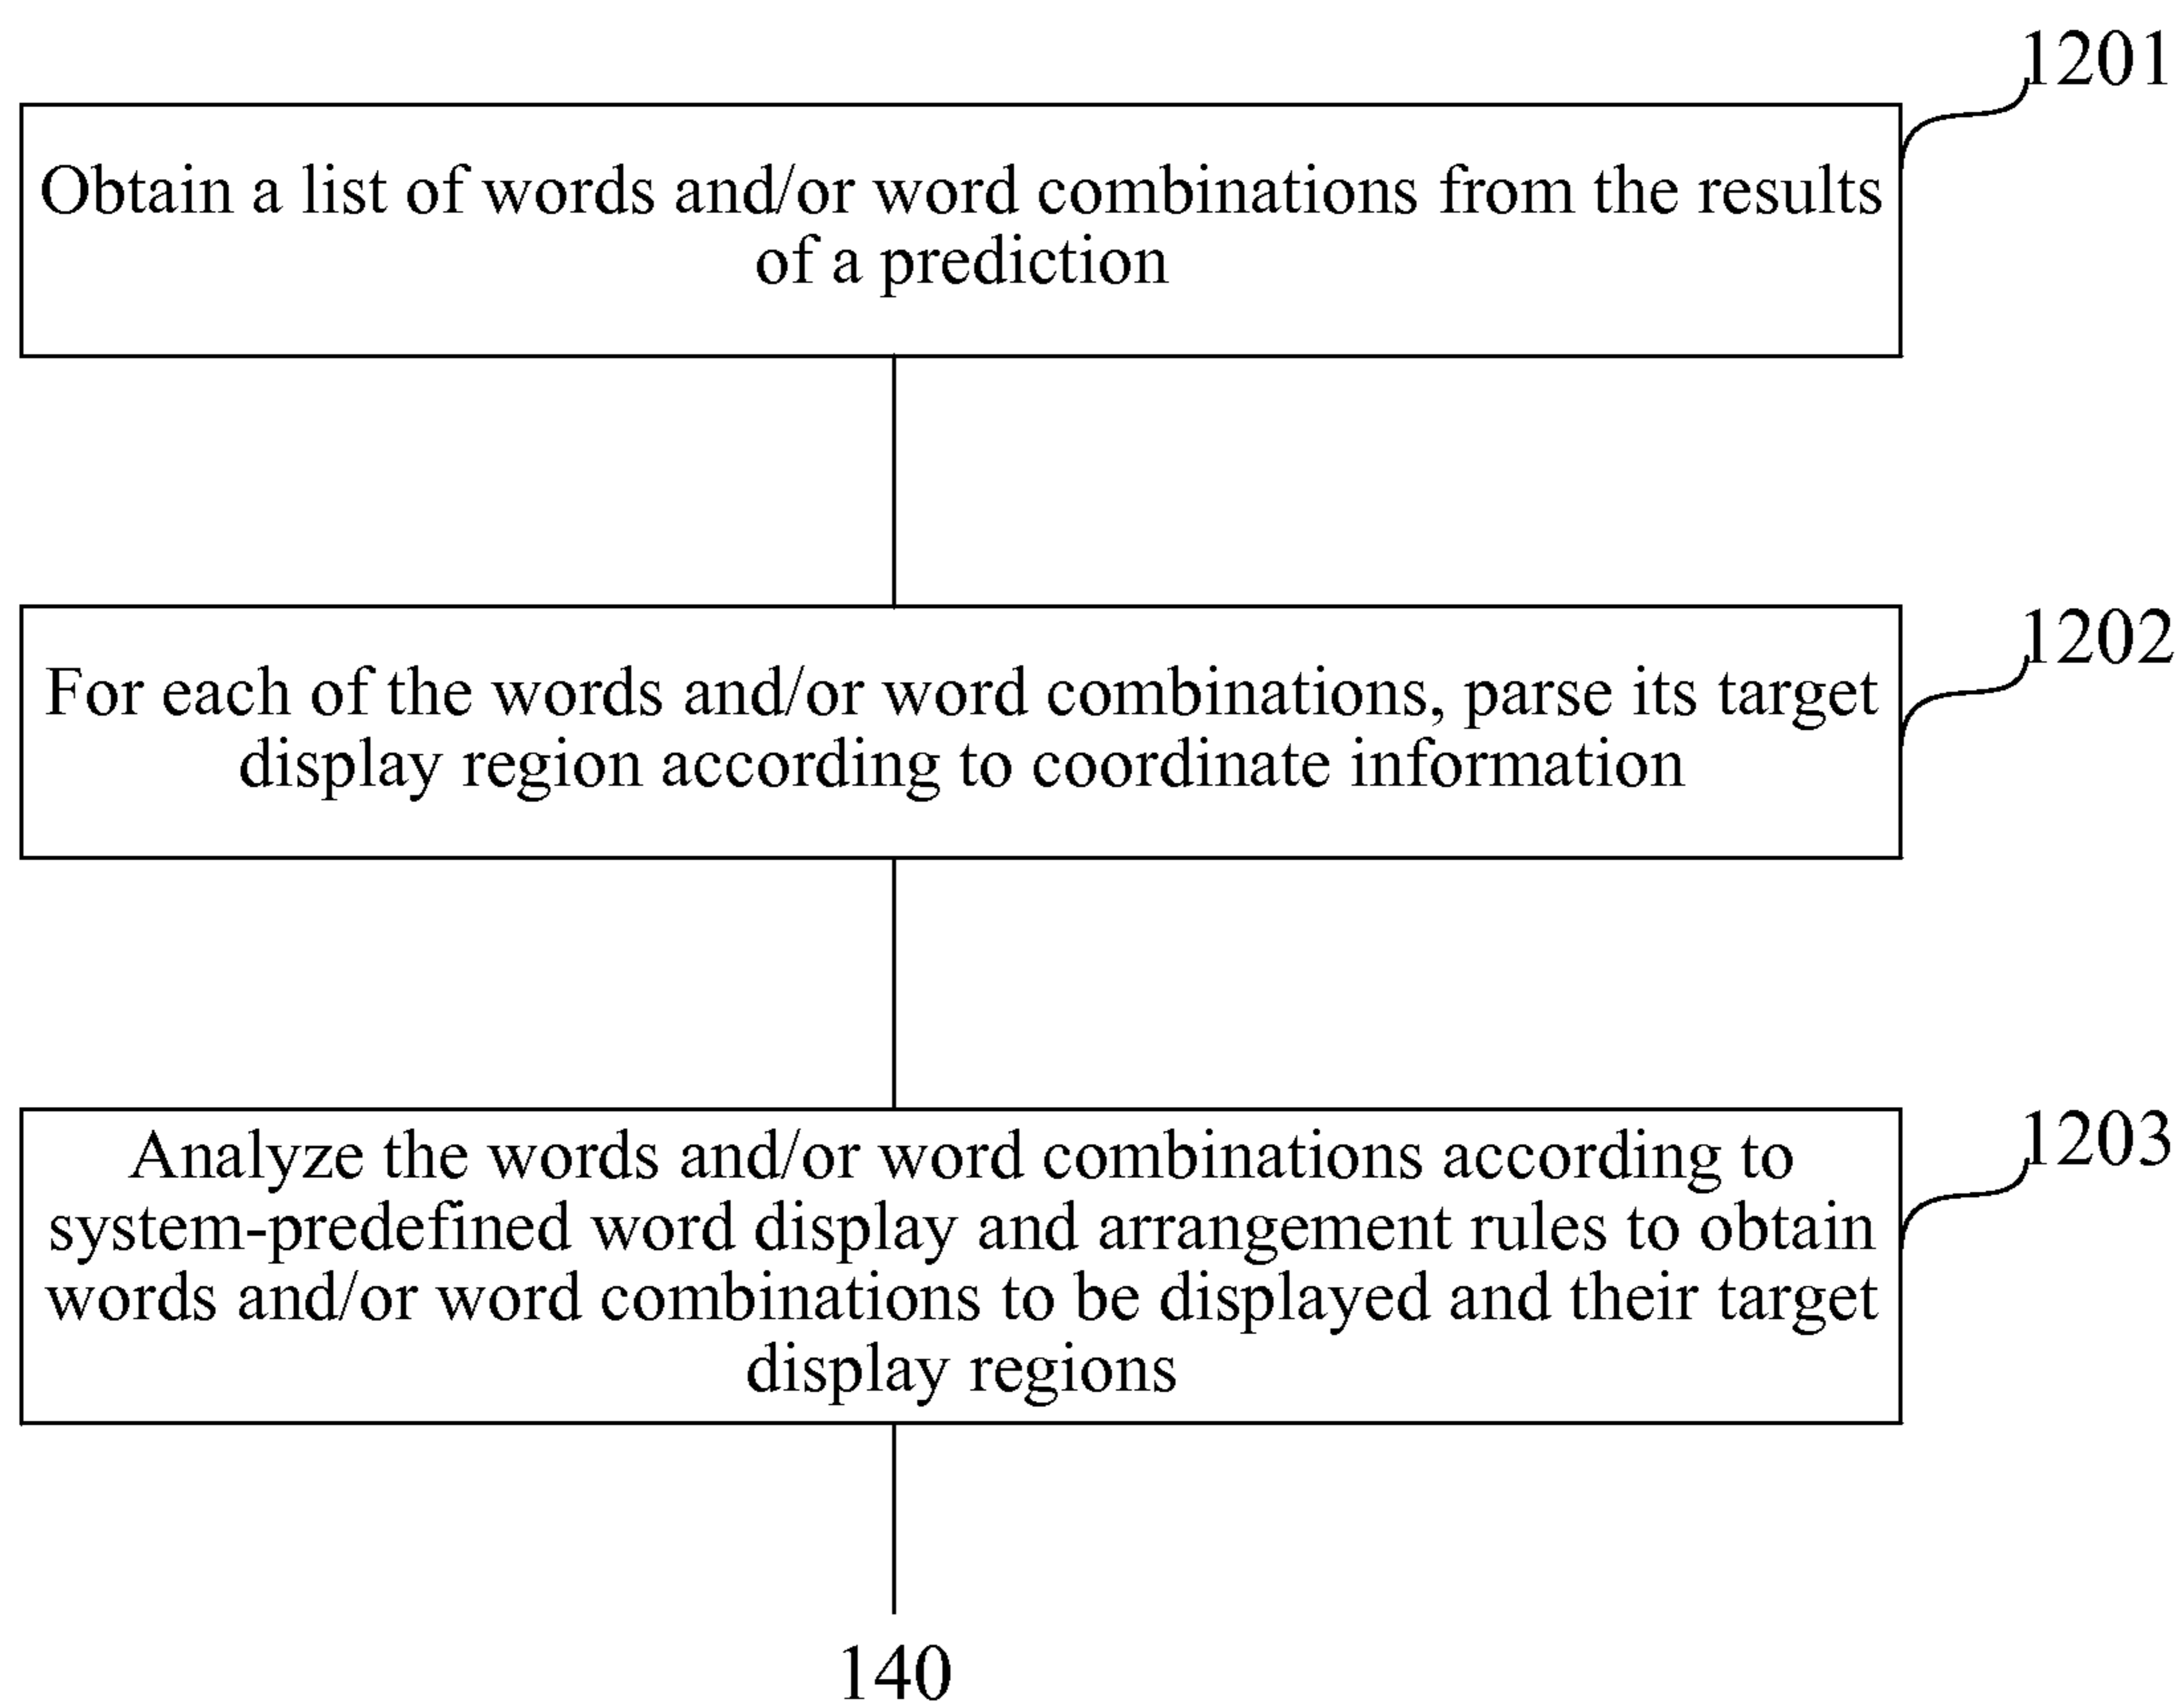 1201
Obtain a list of words and/or word combinations from the results
of a prediction
1202
For each of the words and/or word combinations, parse its target
display region according to coordinate information
1203
Analyze the words and/or word combinations according to
system-predefined word display and arrangement rules to obtain
words and/or word combinations to be displayed and their target
display regions
140